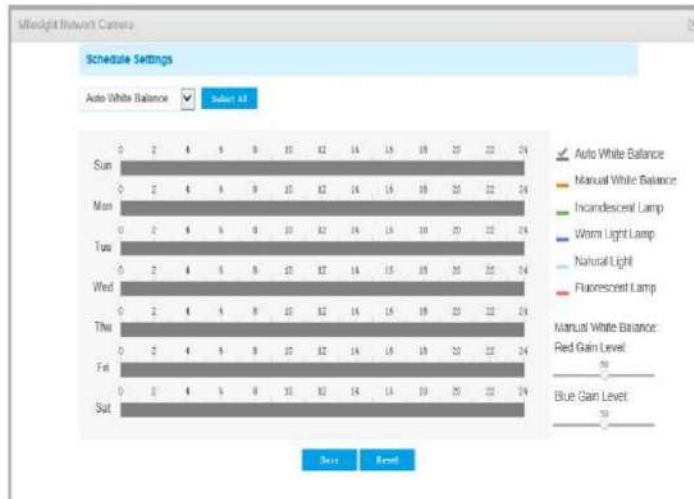 Milesight Network Camera
Schedule Settings
Auto White Balance Select All
0 2 4 6 8 10 12 14 16 18 20 22 24
Sun
0 2 4 6 8 10 12 14 16 18 20 22 24
Mon
0 2 4 6 8 10 12 14 16 18 20 22 24
Tue
0 2 4 6 8 10 12 14 16 18 20 22 24
Wed
0 2 4 6 8 10 12 14 16 18 20 22 24
Thu
0 2 4 6 8 10 12 14 16 18 20 22 24
Fri
0 2 4 6 8 10 12 14 16 18 20 22 24
Sat
Auto White Balance
Manual White Balance
Incandescent Lamp
Warm Light Lamp
Natural Light
Fluorescent Lamp
Manual White Balance:
Red Gain Level:
50
Blue Gain Level:
50
Save Reset